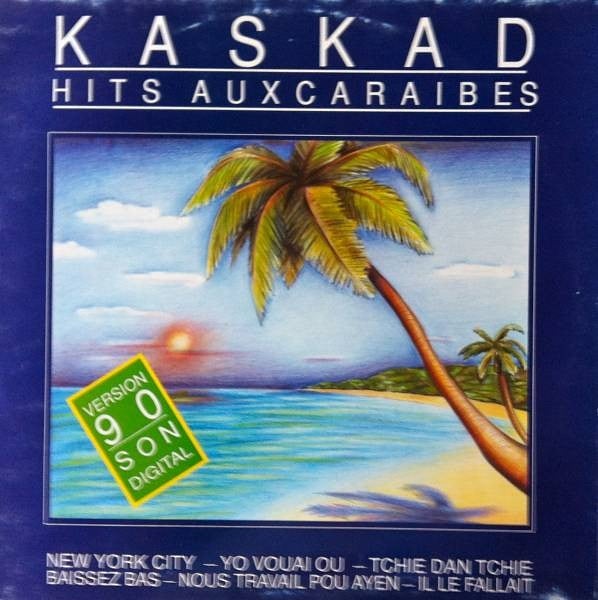 KASKAD
HITS AUXCARAIBES
VERSION
90
SON
DIGITAL
NEW YORK CITY – YO VOUAI OU – TCHIE DAN TCHIE
BAISSEZ BAS – NOUS TRAVAIL POU AYEN – IL LE FALLAIT